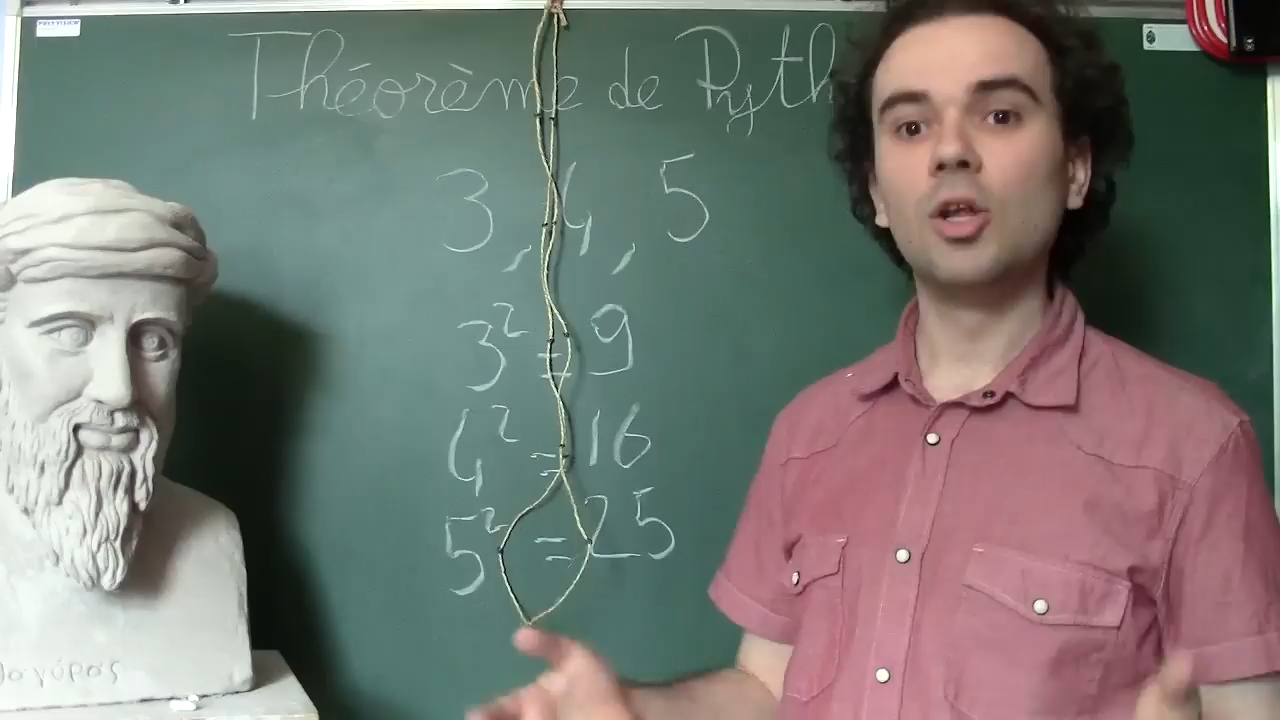 Théorème de Pyth
3, 4, 5
3² = 9
4² = 16
5² = 25
αγόρας